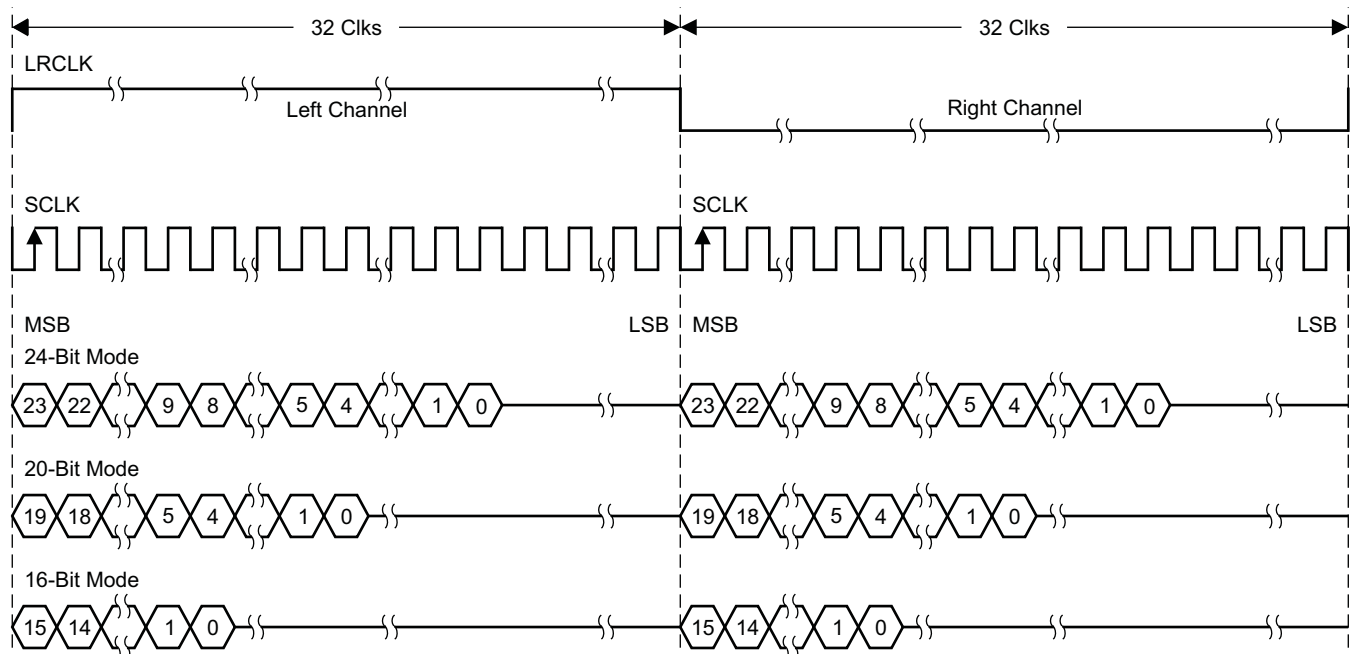 32 Clks 32 Clks
LRCLK
Left Channel Right Channel
SCLK SCLK
MSB LSB MSB LSB
24-Bit Mode
23 22 9 8 5 4 1 0 23 22 9 8 5 4 1 0
20-Bit Mode
19 18 5 4 1 0 19 18 5 4 1 0
16-Bit Mode
15 14 1 0 15 14 1 0